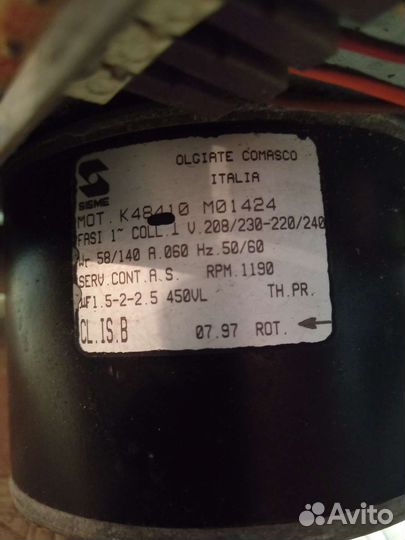 OLGIATE COMASCO
ITALIA
SISME
MOT. K48410 M01424
FASI 1~ COLL.1 V.208/230-220/240
Wr 58/140 A.060 Hz.50/60
SERV.CONT.A.S. RPM.1190
µF1.5-2-2.5 450VL TH.PR.
CL.IS.B 07.97 ROT.
Avito